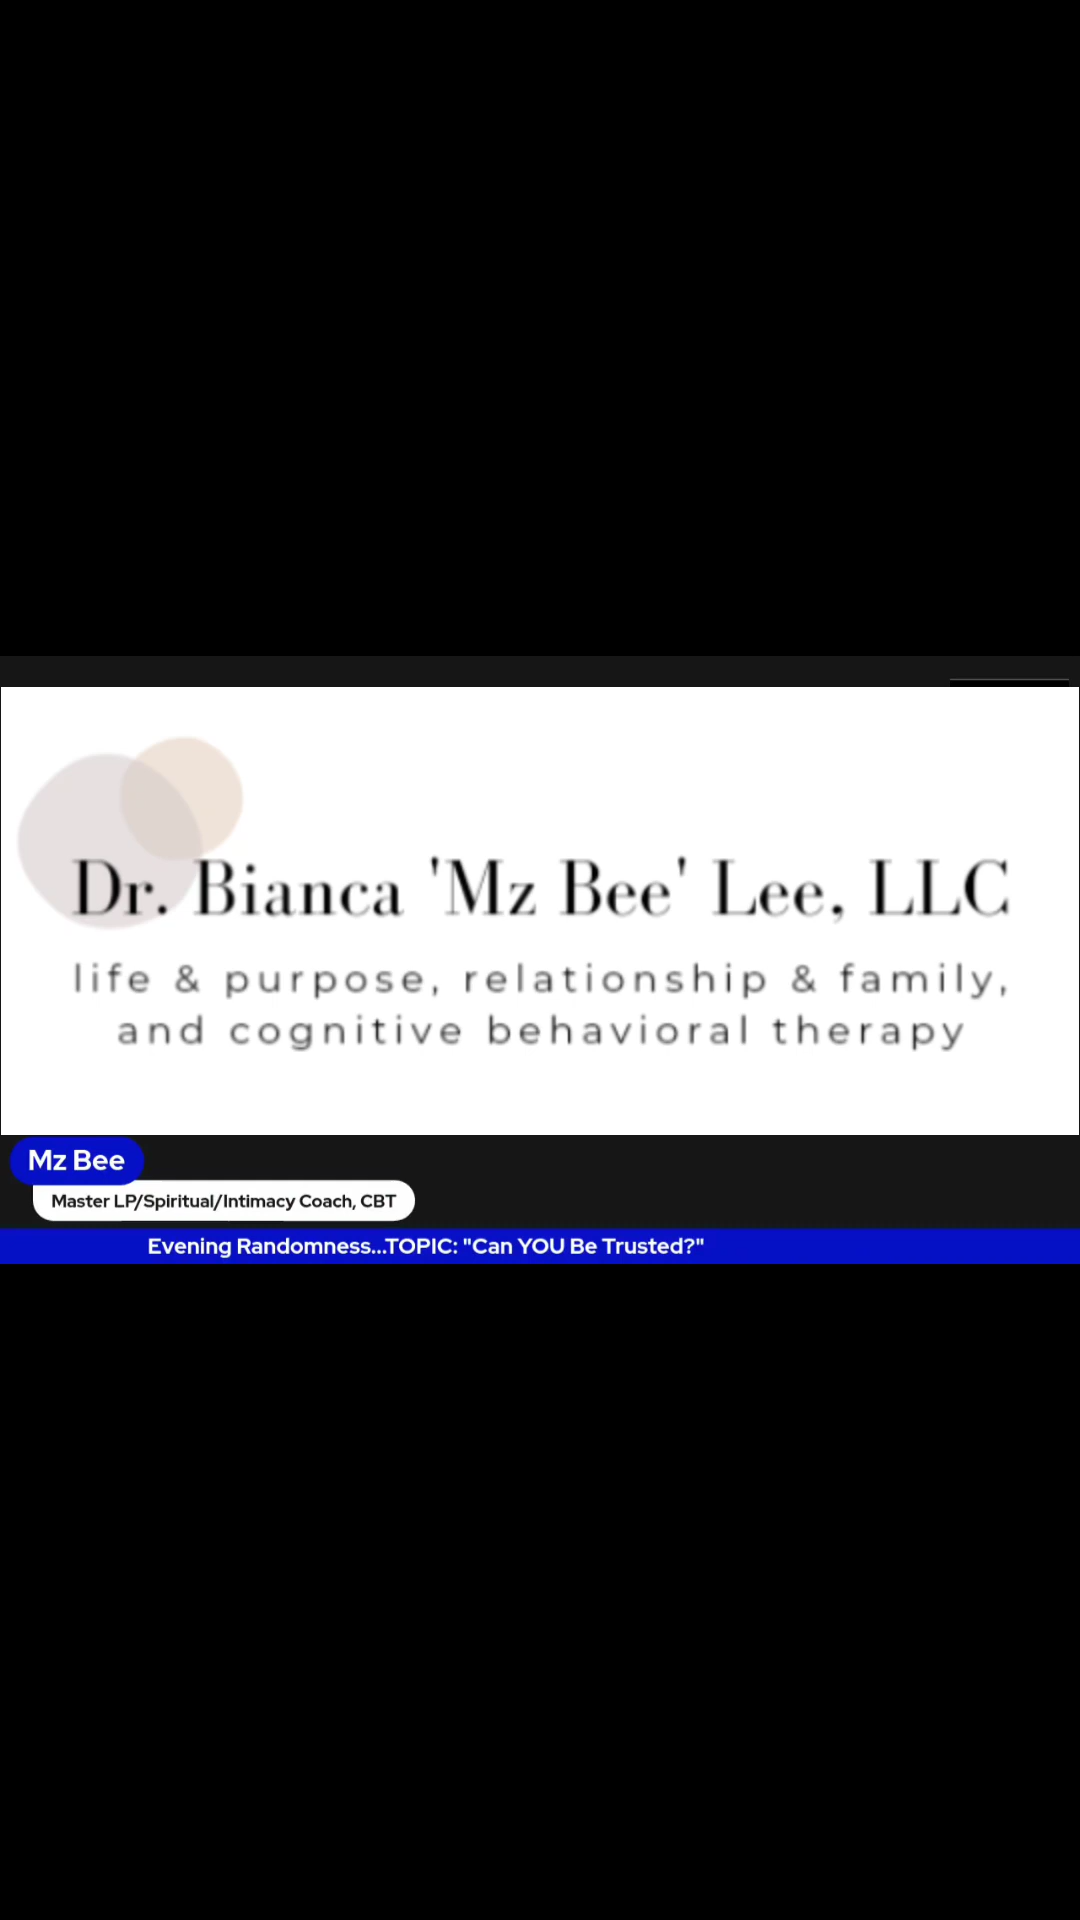 Dr. Bianca 'Mz Bee' Lee, LLC
life & purpose, relationship & family,
and cognitive behavioral therapy
Mz Bee
Master LP/Spiritual/Intimacy Coach, CBT
Evening Randomness...TOPIC: "Can YOU Be Trusted?"